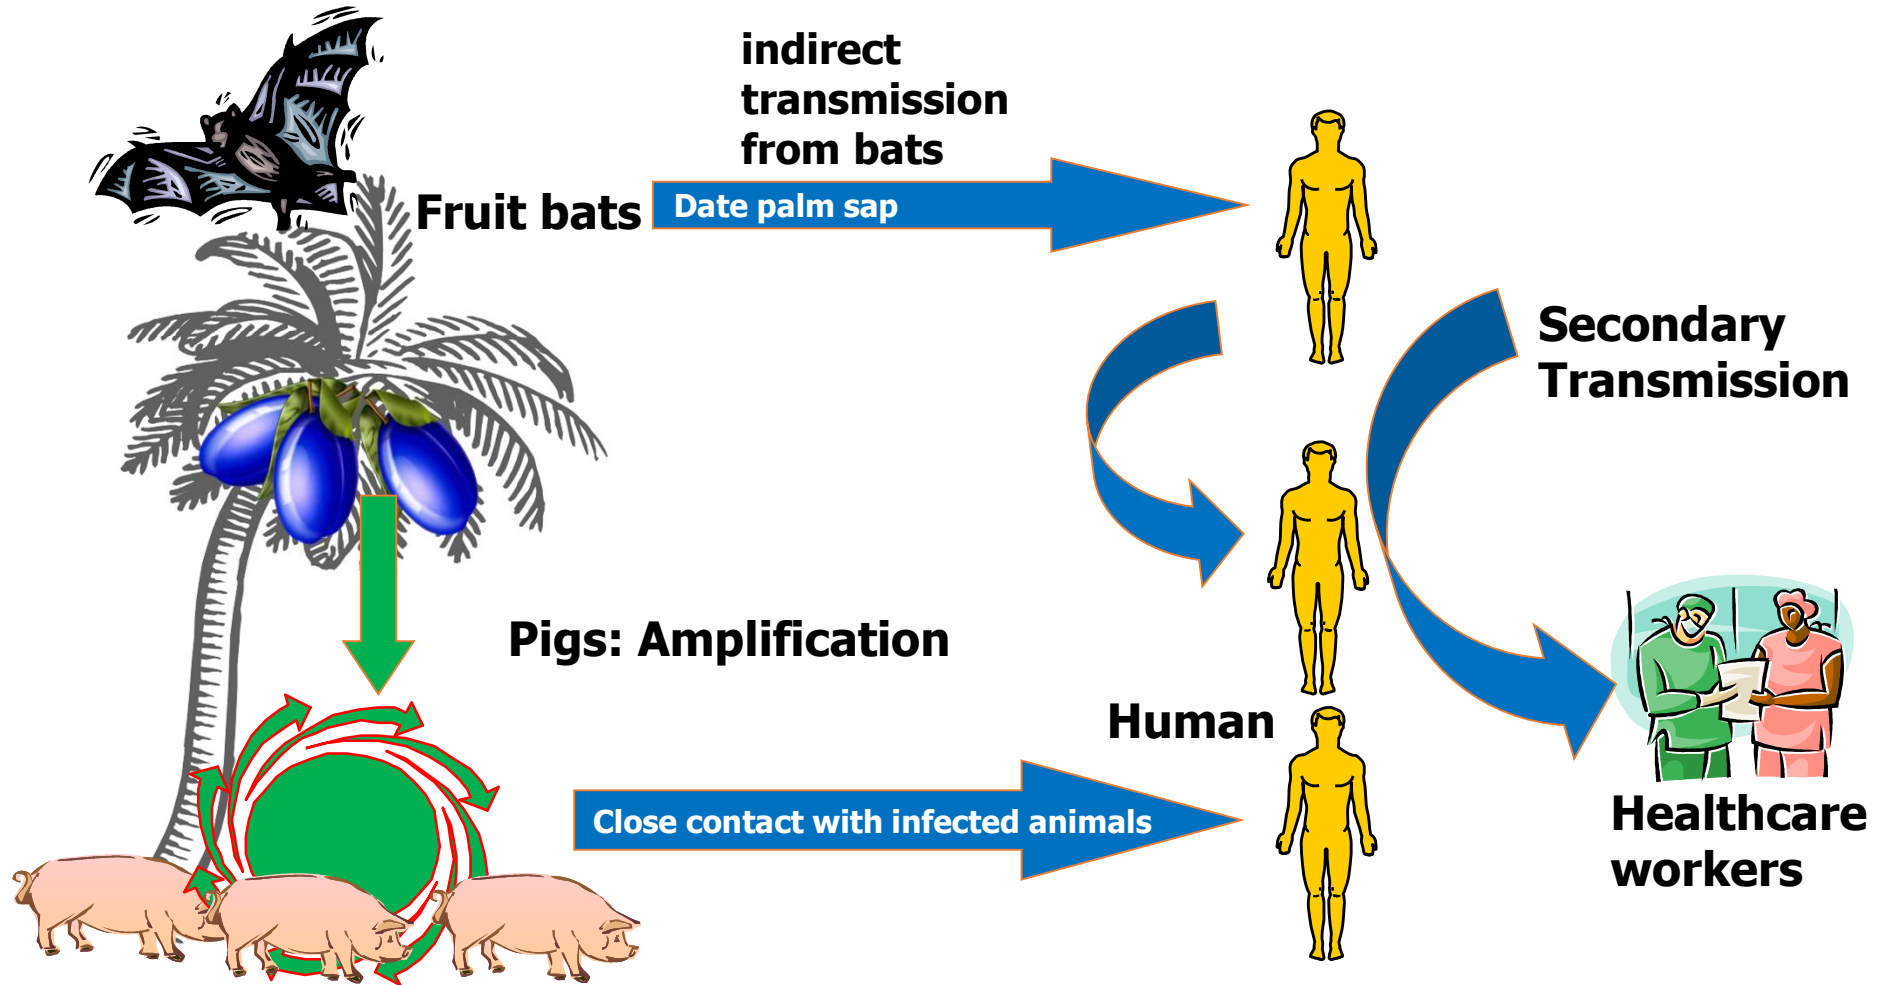 indirect
transmission
from bats
Fruit bats
Date palm sap
Secondary
Transmission
Pigs: Amplification
Human
Close contact with infected animals
Healthcare
workers